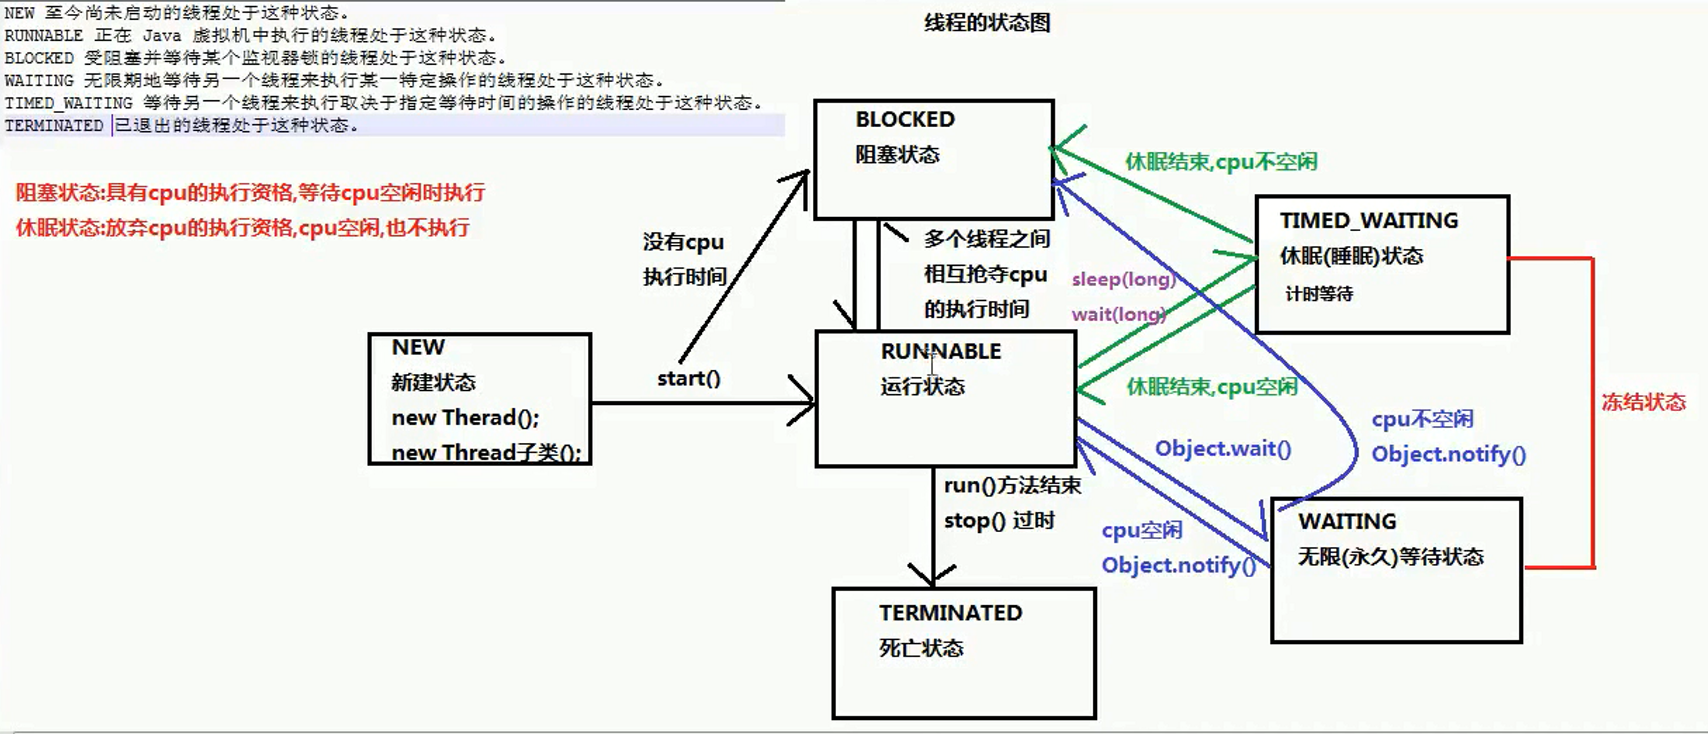 NEW 至今尚未启动的线程处于这种状态。
RUNNABLE 正在 Java 虚拟机中执行的线程处于这种状态。
BLOCKED 受阻塞并等待某个监视器锁的线程处于这种状态。
WAITING 无限期地等待另一个线程来执行某一特定操作的线程处于这种状态。
TIMED_WAITING 等待另一个线程来执行取决于指定等待时间的操作的线程处于这种状态。
TERMINATED 已退出的线程处于这种状态。
线程的状态图
阻塞状态:具有cpu的执行资格,等待cpu空闲时执行
休眠状态:放弃cpu的执行资格,cpu空闲,也不执行
BLOCKED
阻塞状态
休眠结束,cpu不空闲
TIMED_WAITING
休眠(睡眠)状态
计时等待
没有cpu
执行时间
多个线程之间
相互抢夺cpu
的执行时间
sleep(long)
wait(long)
NEW
新建状态
new Therad();
new Thread子类();
start()
RUNNABLE
运行状态
休眠结束,cpu空闲
冻结状态
cpu不空闲
Object.notify()
Object.wait()
run()方法结束
stop() 过时
cpu空闲
Object.notify()
WAITING
无限(永久)等待状态
TERMINATED
死亡状态